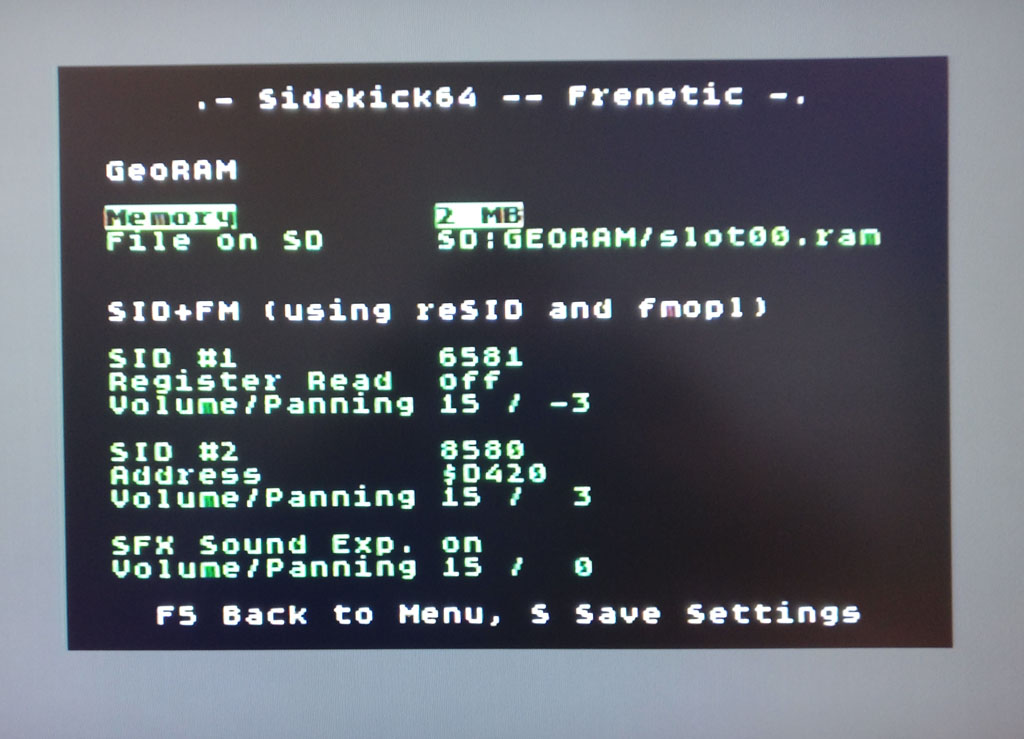 .- Sidekick64 -- Frenetic -.
GeoRAM
Memory 2 MB
File on SD SD:GEORAM/slot00.ram
SID+FM (using reSID and fmopl)
SID #1 6581
Register Read off
Volume/Panning 15 / -3
SID #2 8580
Address $D420
Volume/Panning 15 / 3
SFX Sound Exp. on
Volume/Panning 15 / 0
F5 Back to Menu, S Save Settings